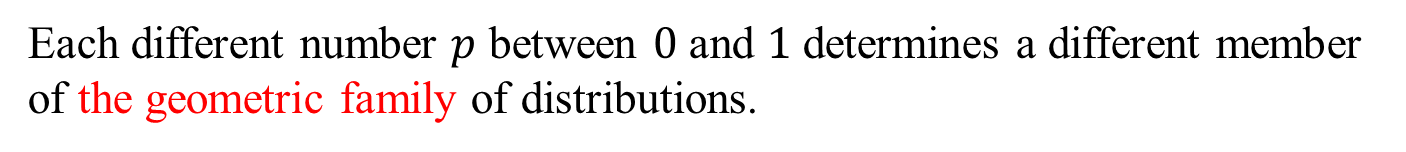 Each different number p between 0 and 1 determines a different member
of the geometric family of distributions.